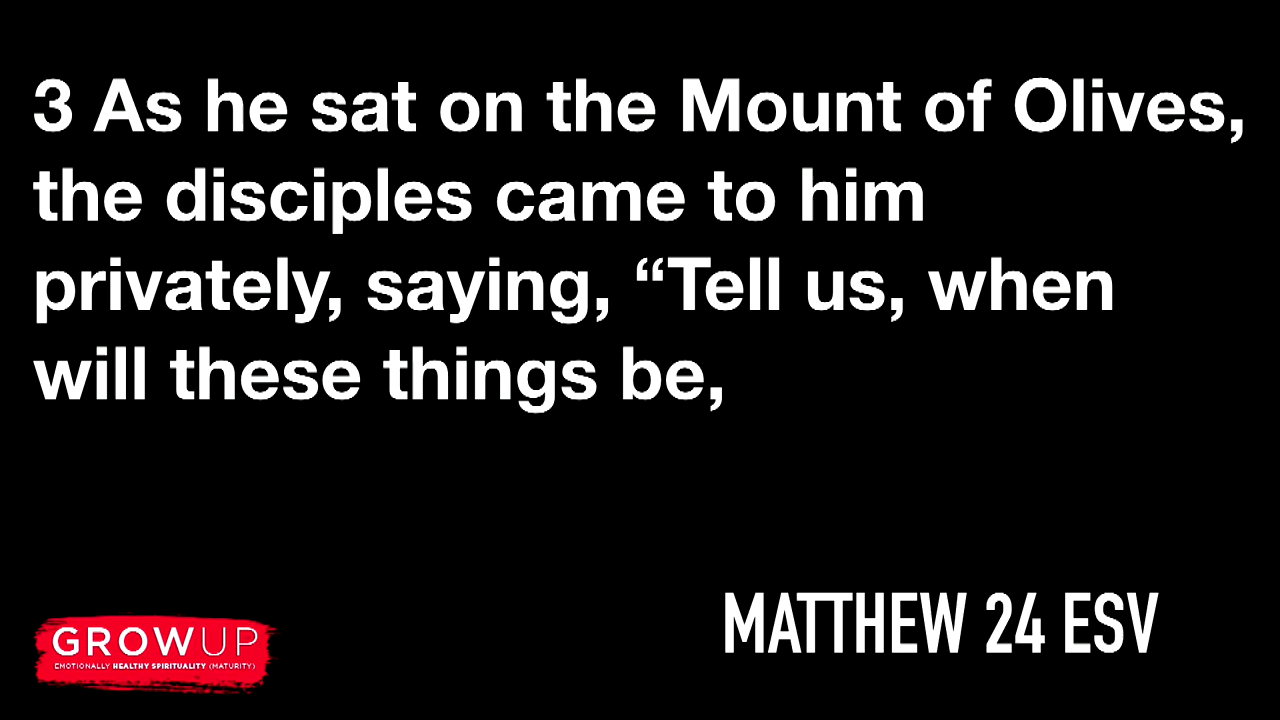 3 As he sat on the Mount of Olives,
the disciples came to him
privately, saying, “Tell us, when
will these things be,
MATTHEW 24 ESV
GROWUP
EMOTIONALLY HEALTHY SPIRITUALITY (MATURITY)